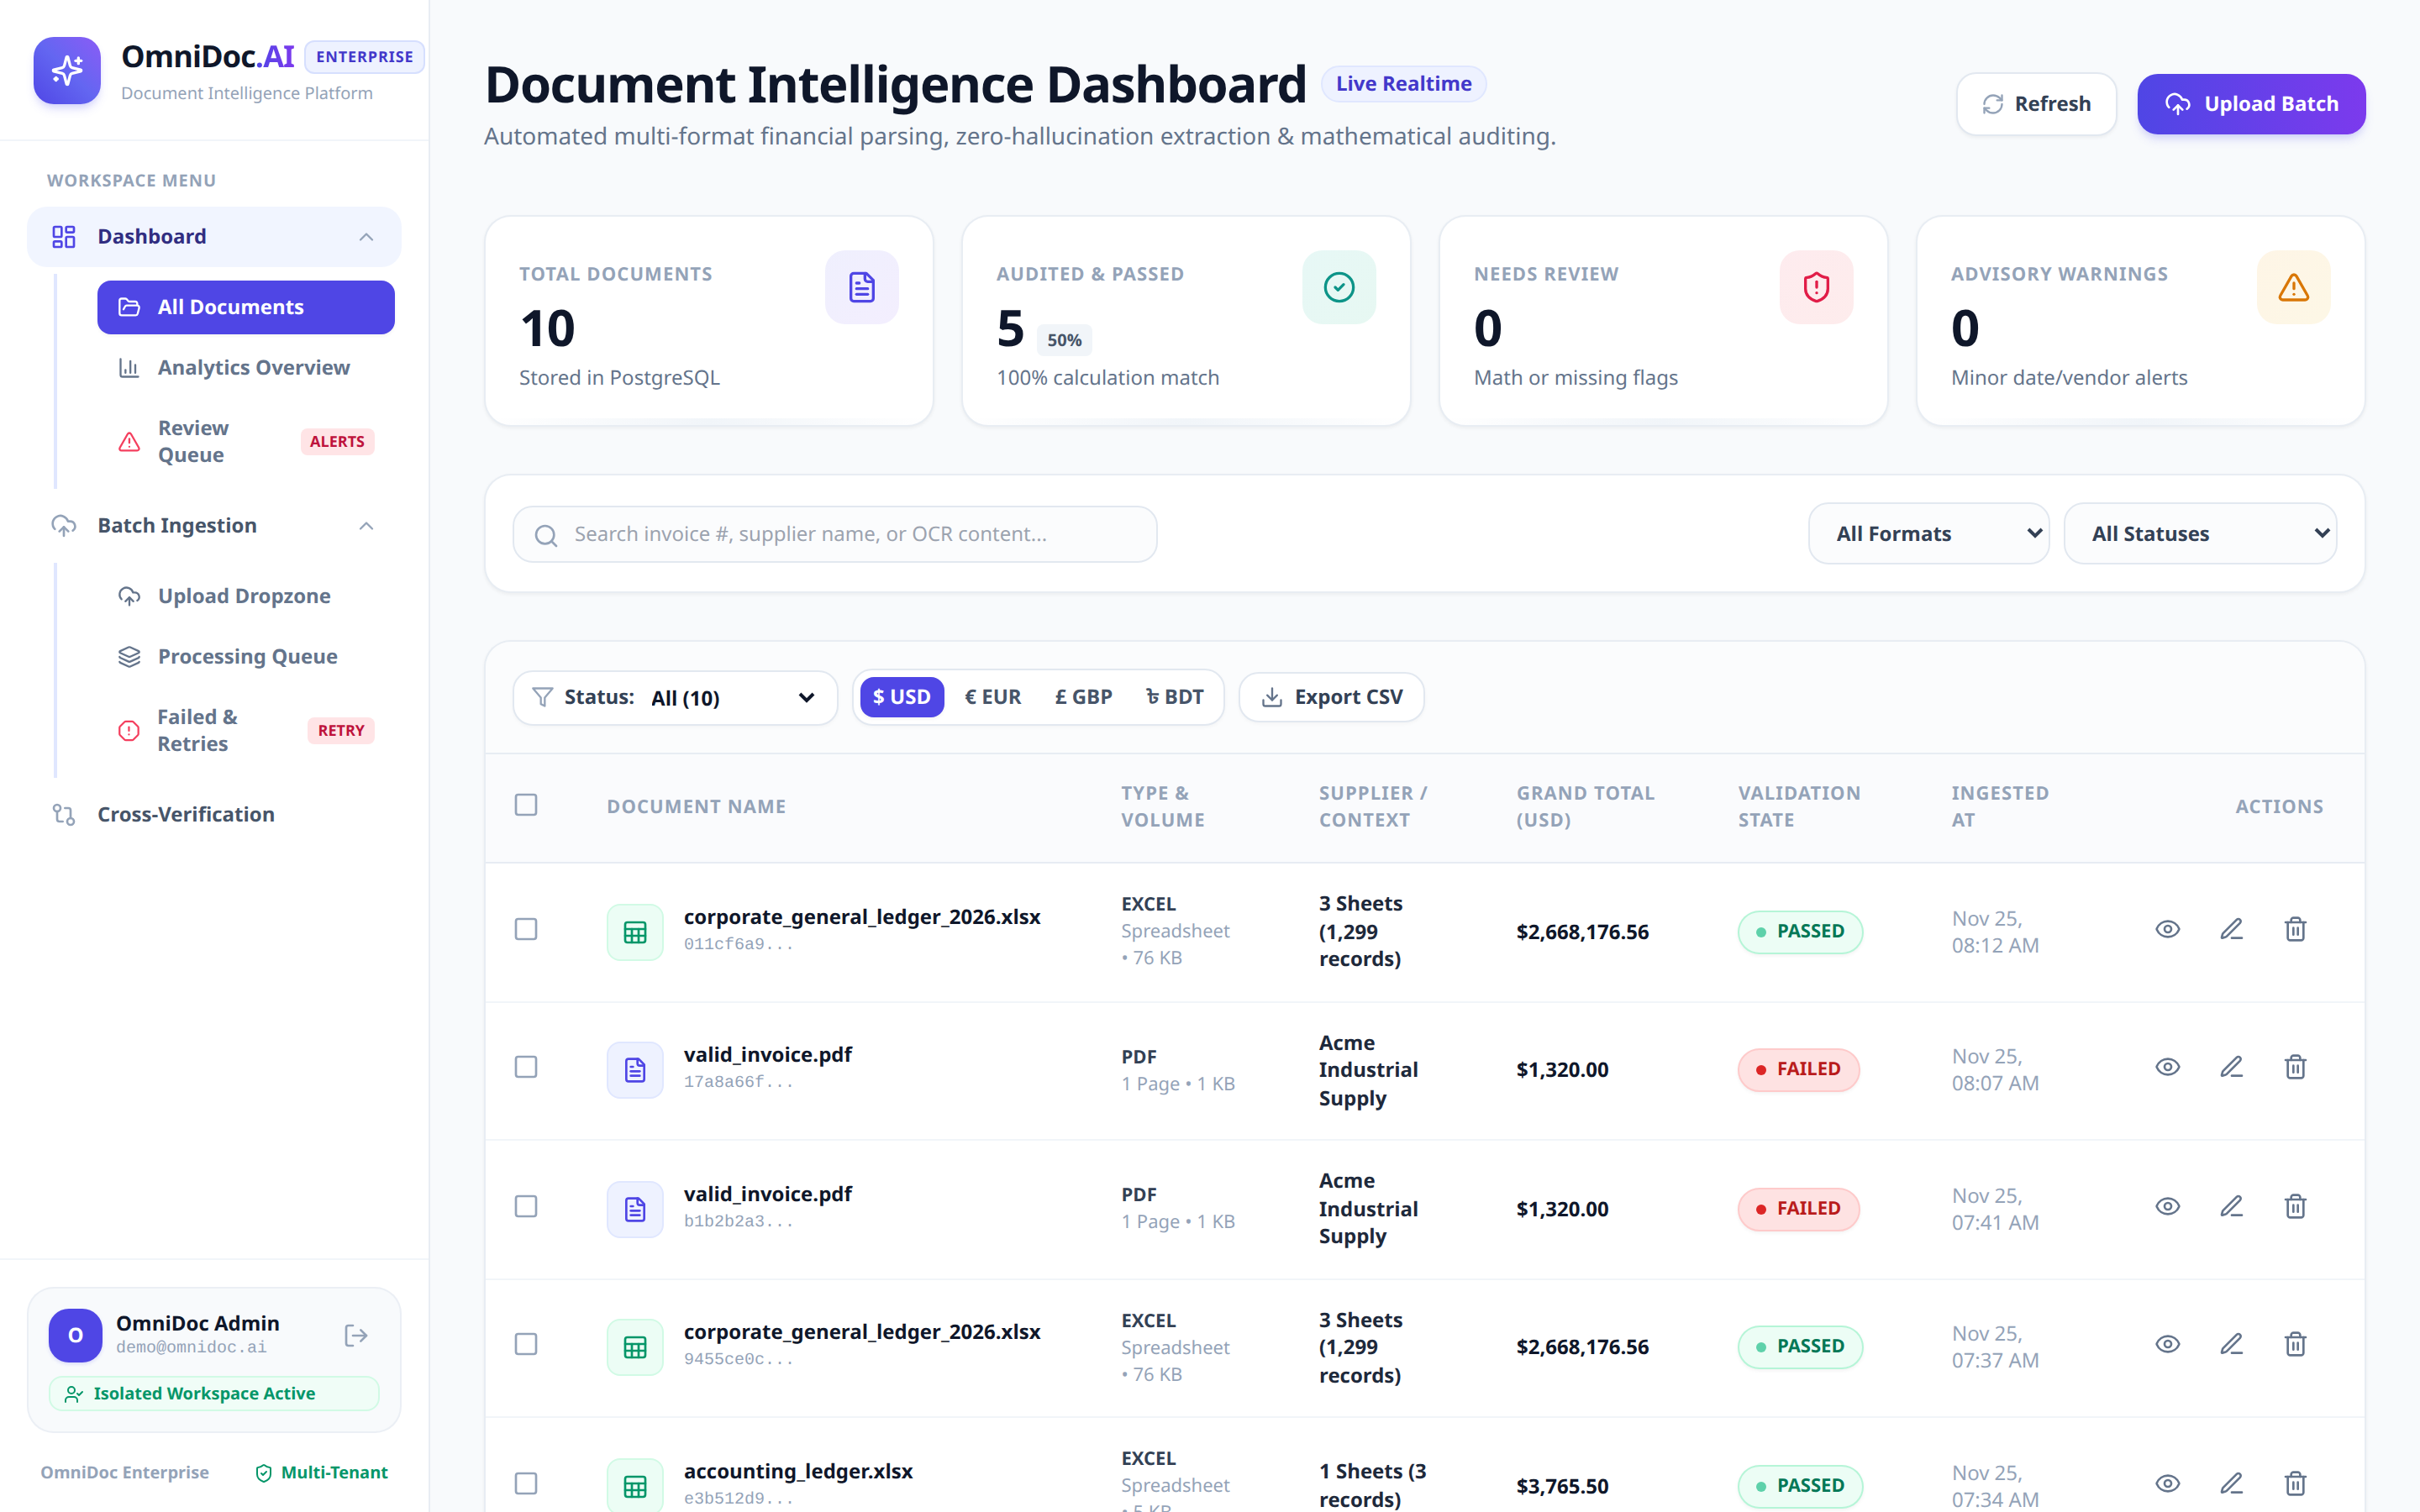 OmniDoc.AI ENTERPRISE
Document Intelligence Platform
WORKSPACE MENU
Dashboard
All Documents
Analytics Overview
Review
Queue
ALERTS
Batch Ingestion
Upload Dropzone
Processing Queue
Failed &
Retries
RETRY
Cross-Verification
O
OmniDoc Admin
demo@omnidoc.ai
Isolated Workspace Active
OmniDoc Enterprise
Multi-Tenant
Document Intelligence Dashboard Live Realtime
Automated multi-format financial parsing, zero-hallucination extraction & mathematical auditing.
Refresh
Upload Batch
TOTAL DOCUMENTS
10
Stored in PostgreSQL
AUDITED & PASSED
5 50%
100% calculation match
NEEDS REVIEW
0
Math or missing flags
ADVISORY WARNINGS
0
Minor date/vendor alerts
Search invoice #, supplier name, or OCR content...
All Formats
All Statuses
Status: All (10)
$ USD
€ EUR
£ GBP
৳ BDT
Export CSV
DOCUMENT NAME
TYPE &
VOLUME
SUPPLIER /
CONTEXT
GRAND TOTAL
(USD)
VALIDATION
STATE
INGESTED
AT
ACTIONS
corporate_general_ledger_2026.xlsx
011cf6a9...
EXCEL
Spreadsheet
• 76 KB
3 Sheets
(1,299
records)
$2,668,176.56
PASSED
Nov 25,
08:12 AM
valid_invoice.pdf
17a8a66f...
PDF
1 Page • 1 KB
Acme
Industrial
Supply
$1,320.00
FAILED
Nov 25,
08:07 AM
valid_invoice.pdf
b1b2b2a3...
PDF
1 Page • 1 KB
Acme
Industrial
Supply
$1,320.00
FAILED
Nov 25,
07:41 AM
corporate_general_ledger_2026.xlsx
9455ce0c...
EXCEL
Spreadsheet
• 76 KB
3 Sheets
(1,299
records)
$2,668,176.56
PASSED
Nov 25,
07:37 AM
accounting_ledger.xlsx
e3b512d9...
EXCEL
Spreadsheet
• 5 KB
1 Sheets (3
records)
$3,765.50
PASSED
Nov 25,
07:34 AM